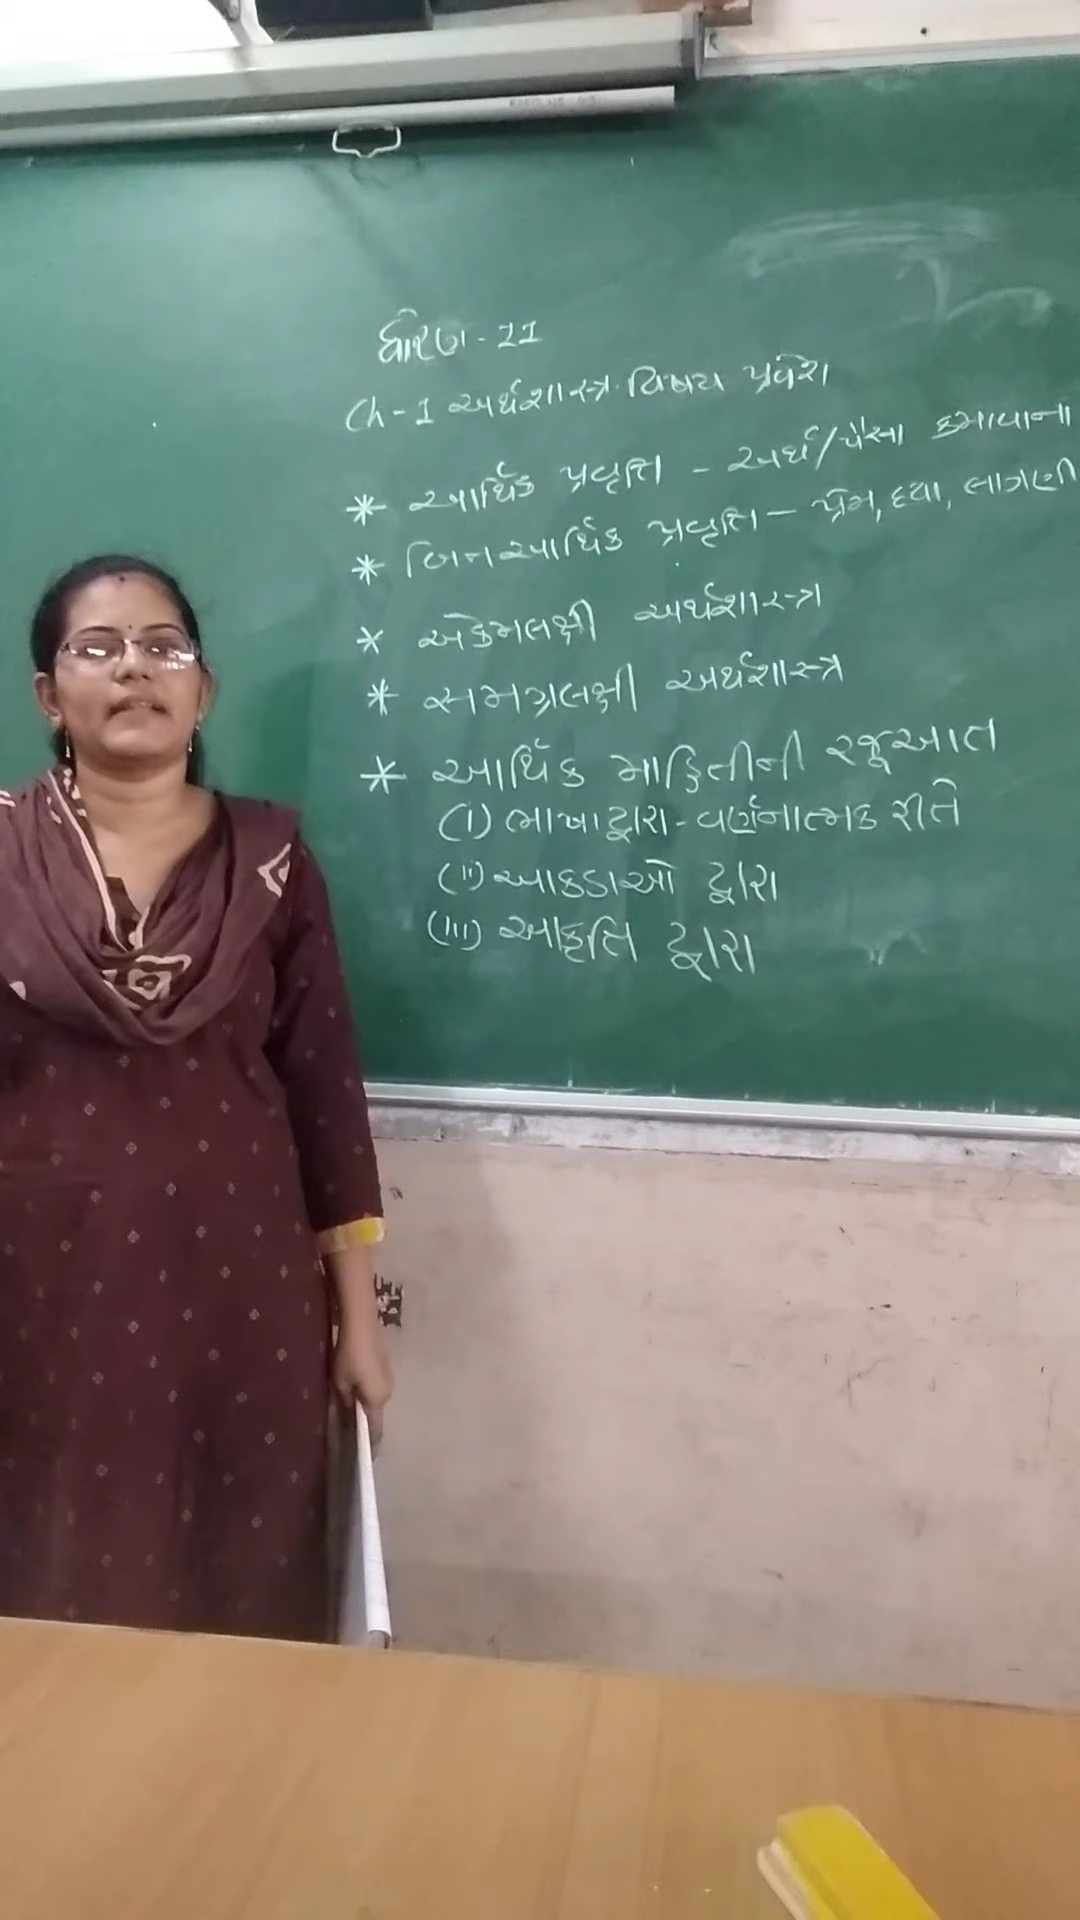 ધોરણ - 11
Ch-1 અર્થશાસ્ત્ર વિષય પ્રવેશ
* આર્થિક પ્રવૃત્તિ - અર્થ/પૈસા કમાવાના
* બિનઆર્થિક પ્રવૃત્તિ - પ્રેમ, દયા, લાગણી
* એકમલક્ષી અર્થશાસ્ત્ર
* સમગ્રલક્ષી અર્થશાસ્ત્ર
* આર્થિક માહિતીની રજૂઆત
(i) ભાષા દ્વારા - વર્ણનાત્મક રીતે
(ii) આકડાઓ દ્વારા
(iii) આકૃતિ દ્વારા